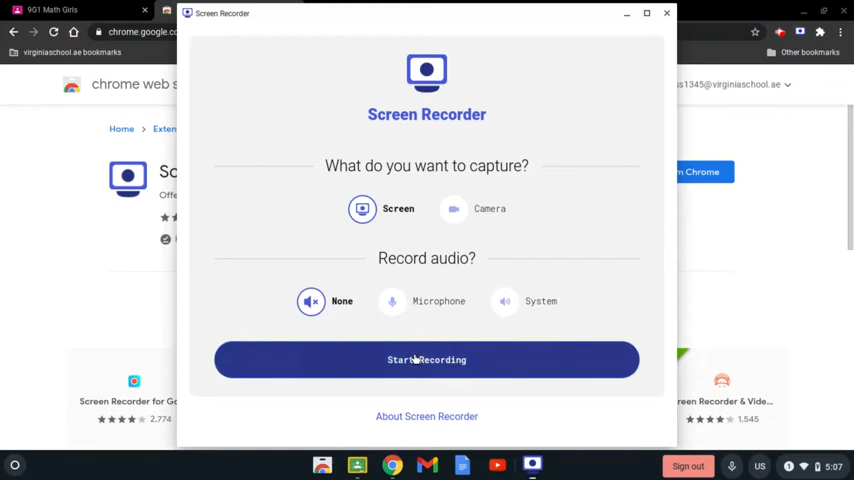 9G1 Math Girls
Screen Recorder
chrome.google.co
virginiaschool.ae bookmarks
Other bookmarks
chrome web s
ss1345@virginiaschool.ae
Home
Exten
Screen Recorder
What do you want to capture?
Screen
Camera
Record audio?
None
Microphone
System
Start Recording
About Screen Recorder
Sc
Offe
m Chrome
Screen Recorder for Go
2,774
reen Recorder & Vide...
1,545
Sign out
US
1
5:07